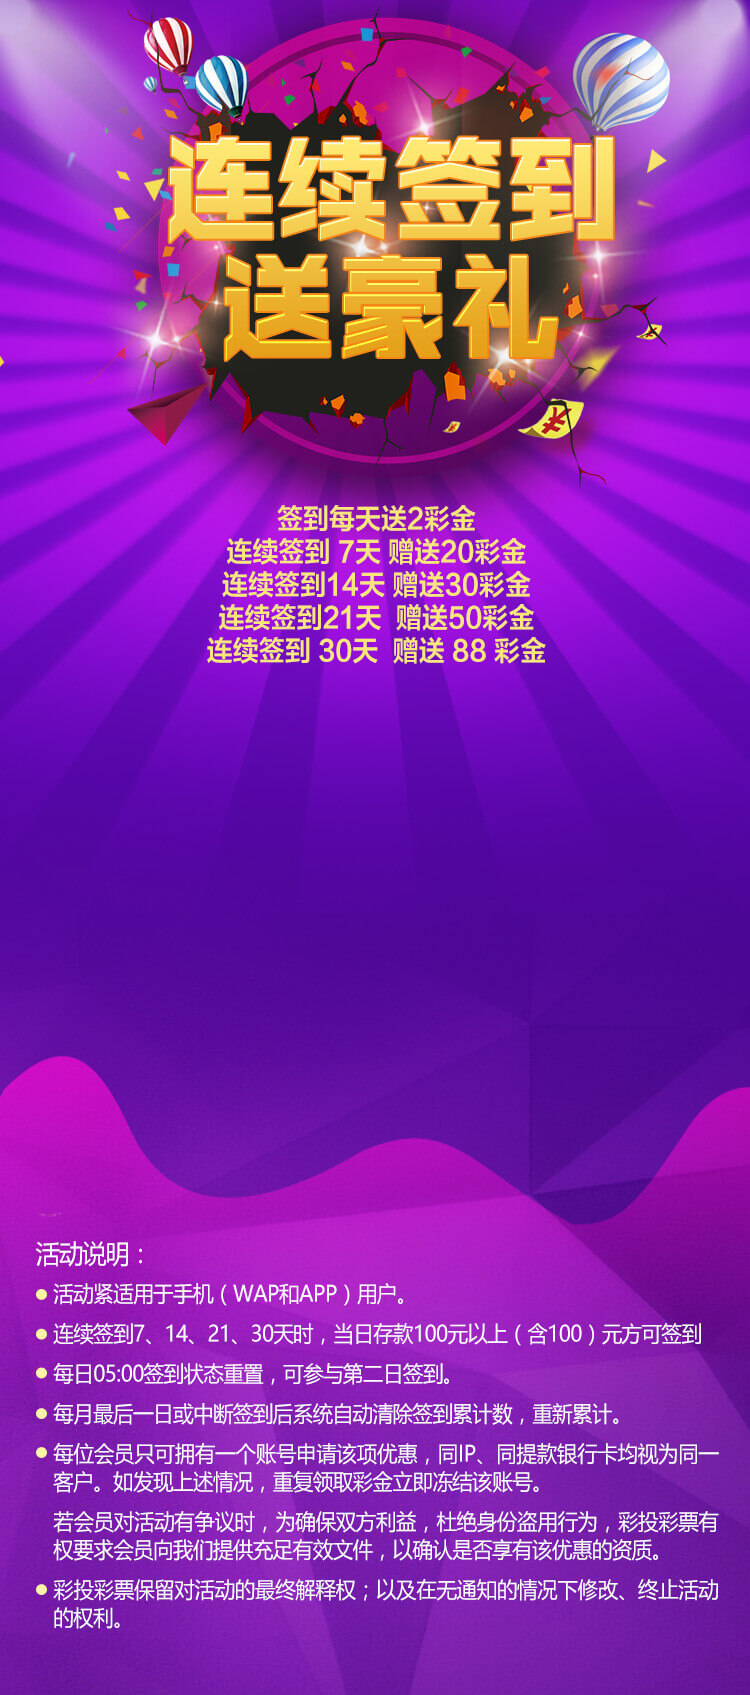 连续签到
送豪礼
签到每天送2彩金
连续签到 7天 赠送20彩金
连续签到14天 赠送30彩金
连续签到21天 赠送50彩金
连续签到 30天 赠送 88 彩金
活动说明：
活动紧适用于手机（WAP和APP）用户。
连续签到7、14、21、30天时，当日存款100元以上（含100）元方可签到
每日05:00签到状态重置，可参与第二日签到。
每月最后一日或中断签到后系统自动清除签到累计数，重新累计。
每位会员只可拥有一个账号申请该项优惠，同IP、同提款银行卡均视为同一
客户。如发现上述情况，重复领取彩金立即冻结该账号。
若会员对活动有争议时，为确保双方利益，杜绝身份盗用行为，彩投彩票有
权要求会员向我们提供充足有效文件，以确认是否享有该优惠的资质。
彩投彩票保留对活动的最终解释权；以及在无通知的情况下修改、终止活动
的权利。